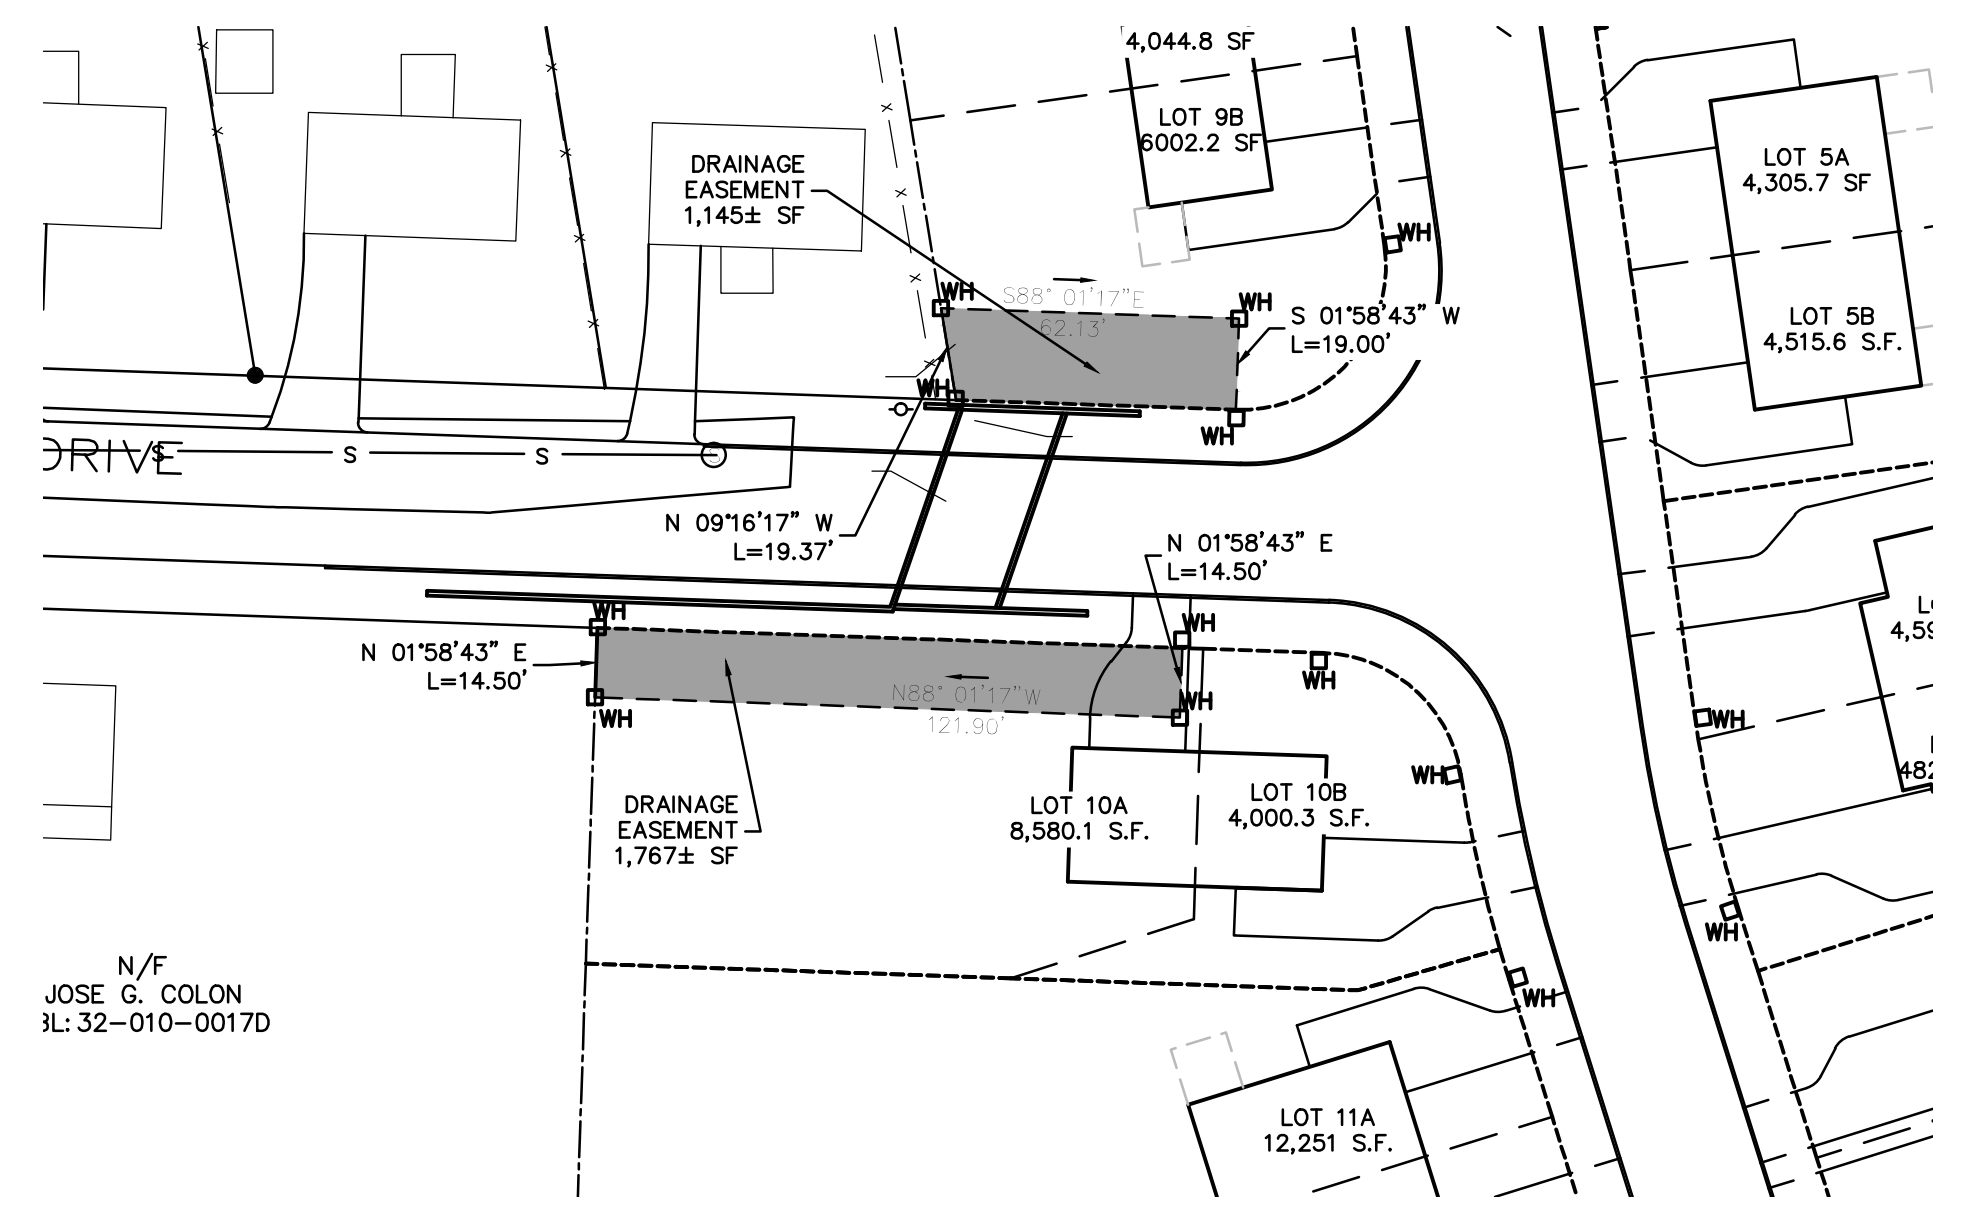 4,044.8 SF
LOT 9B
6002.2 SF
DRAINAGE
EASEMENT
1,145± SF
LOT 5A
4,305.7 SF
WH
WH
S88° 01'17"E
62.13'
WH
S 01°58'43" W
L=19.00'
LOT 5B
4,515.6 S.F.
WH
WH
DRIVE
S
S
S
S
N 09°16'17" W
L=19.37'
N 01°58'43" E
L=14.50'
WH
WH
N 01°58'43" E
L=14.50'
WH
WH
WH
N88° 01'17"W
121.90'
WH
WH
DRAINAGE
EASEMENT
1,767± SF
LOT 10A
8,580.1 S.F.
LOT 10B
4,000.3 S.F.
4,59
482
WH
N/F
JOSE G. COLON
BL: 32-010-0017D
WH
LOT 11A
12,251 S.F.